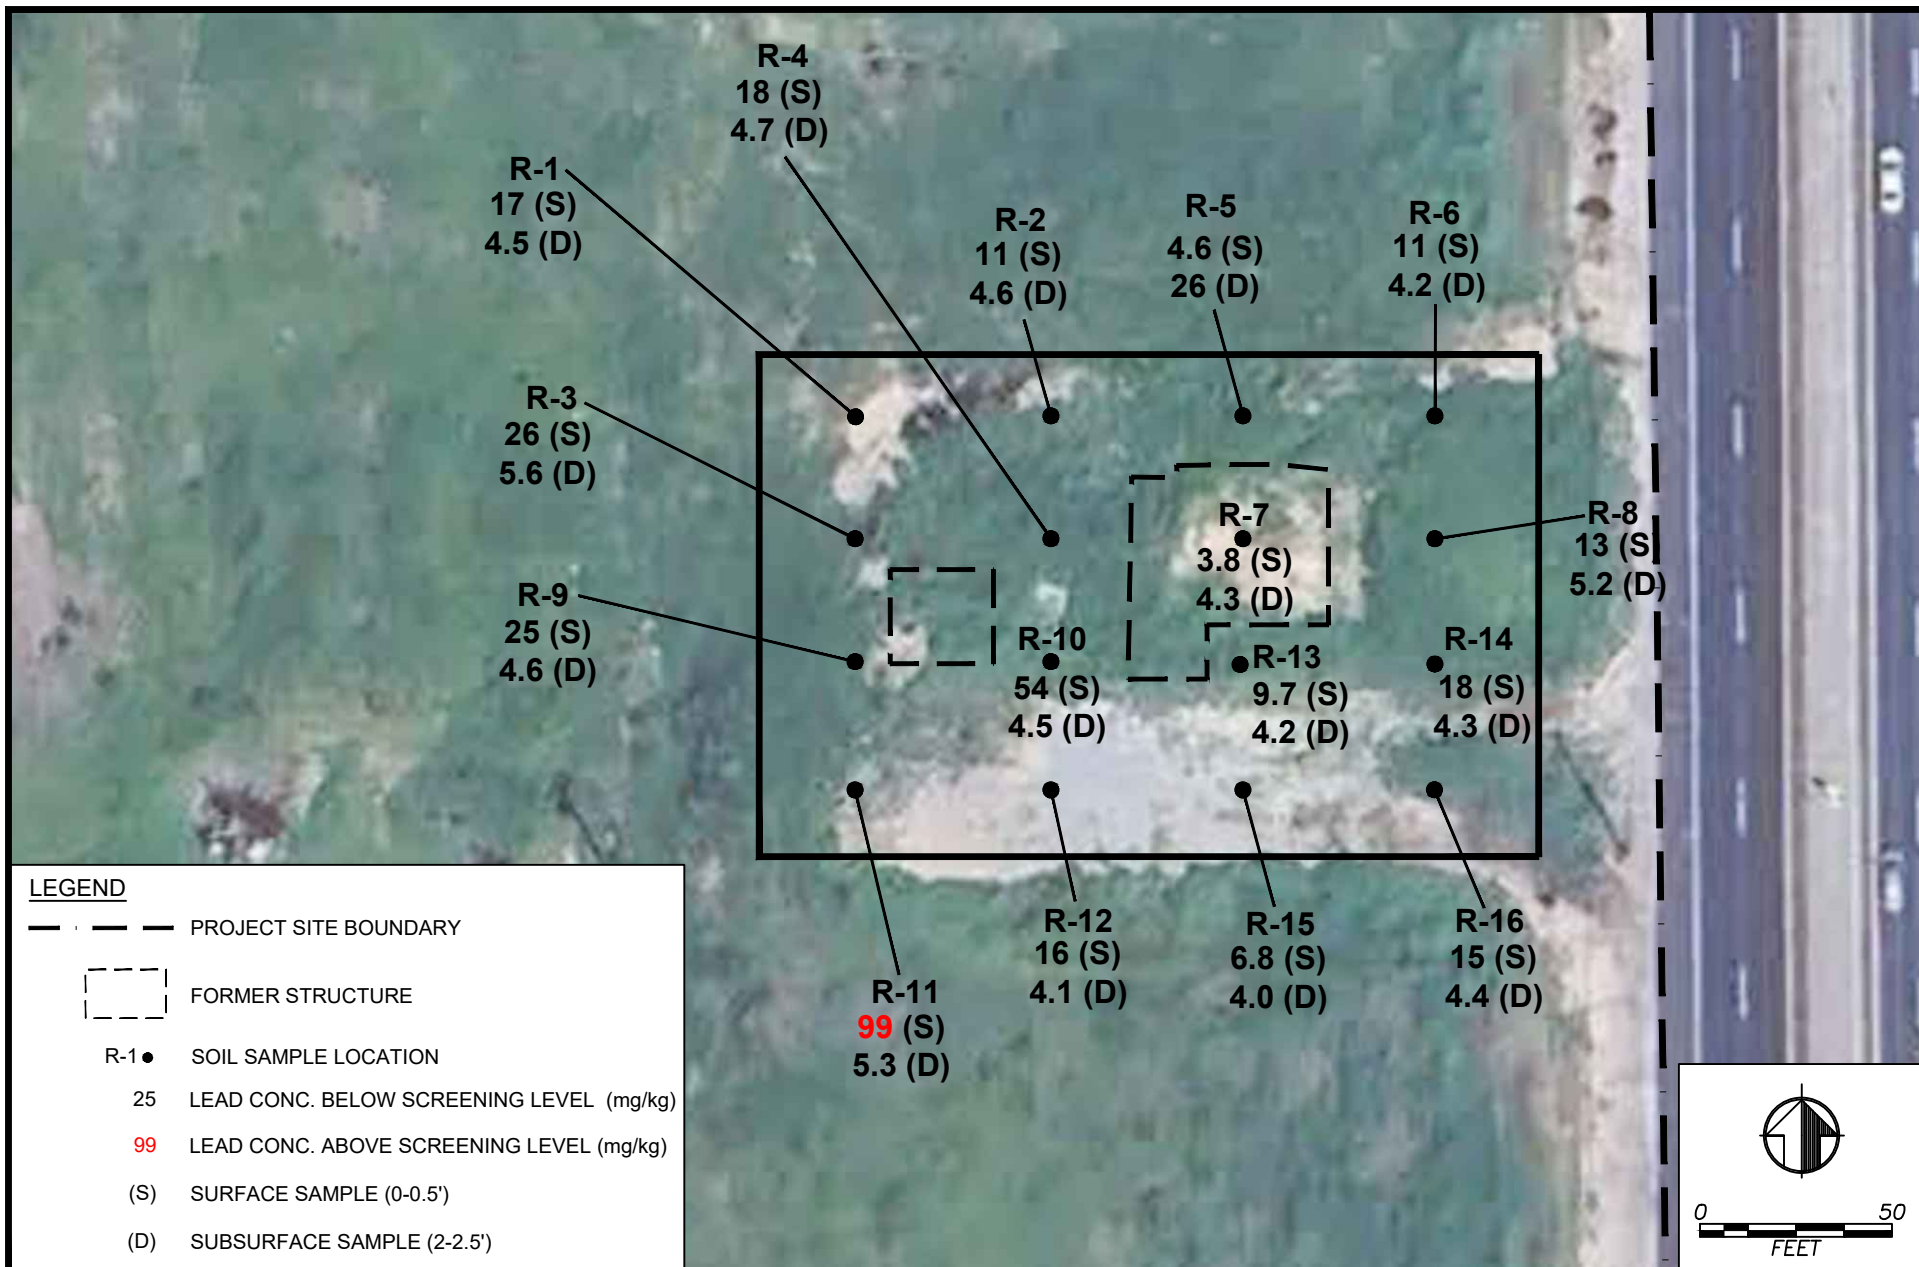 R-4
18 (S)
4.7 (D)
R-1
17 (S)
4.5 (D)
R-2
11 (S)
4.6 (D)
R-5
4.6 (S)
26 (D)
R-6
11 (S)
4.2 (D)
R-3
26 (S)
5.6 (D)
R-7
3.8 (S)
4.3 (D)
R-8
13 (S)
5.2 (D)
R-9
25 (S)
4.6 (D)
R-10
54 (S)
4.5 (D)
R-13
9.7 (S)
4.2 (D)
R-14
18 (S)
4.3 (D)
R-11
99 (S)
5.3 (D)
R-12
16 (S)
4.1 (D)
R-15
6.8 (S)
4.0 (D)
R-16
15 (S)
4.4 (D)
LEGEND
PROJECT SITE BOUNDARY
FORMER STRUCTURE
R-1 SOIL SAMPLE LOCATION
25 LEAD CONC. BELOW SCREENING LEVEL (mg/kg)
99 LEAD CONC. ABOVE SCREENING LEVEL (mg/kg)
(S) SURFACE SAMPLE (0-0.5')
(D) SUBSURFACE SAMPLE (2-2.5')
0 50
FEET